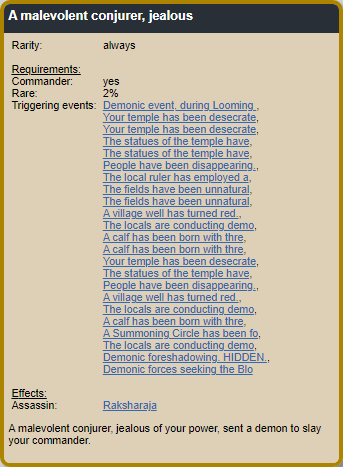 A malevolent conjurer, jealous
Rarity: always
Requirements:
Commander: yes
Rare: 2%
Triggering events: Demonic event, during Looming ,
Your temple has been desecrate,
Your temple has been desecrate,
The statues of the temple have,
The statues of the temple have,
People have been disappearing.,
The local ruler has employed a,
The fields have been unnatural,
The fields have been unnatural,
A village well has turned red.,
The locals are conducting demo,
A calf has been born with thre,
A calf has been born with thre,
Your temple has been desecrate,
The statues of the temple have,
People have been disappearing.,
A village well has turned red.,
The locals are conducting demo,
A calf has been born with thre,
A Summoning Circle has been fo,
The locals are conducting demo,
Demonic foreshadowing. HIDDEN.,
Demonic forces seeking the Blo
Effects:
Assassin: Raksharaja
A malevolent conjurer, jealous of your power, sent a demon to slay
your commander.